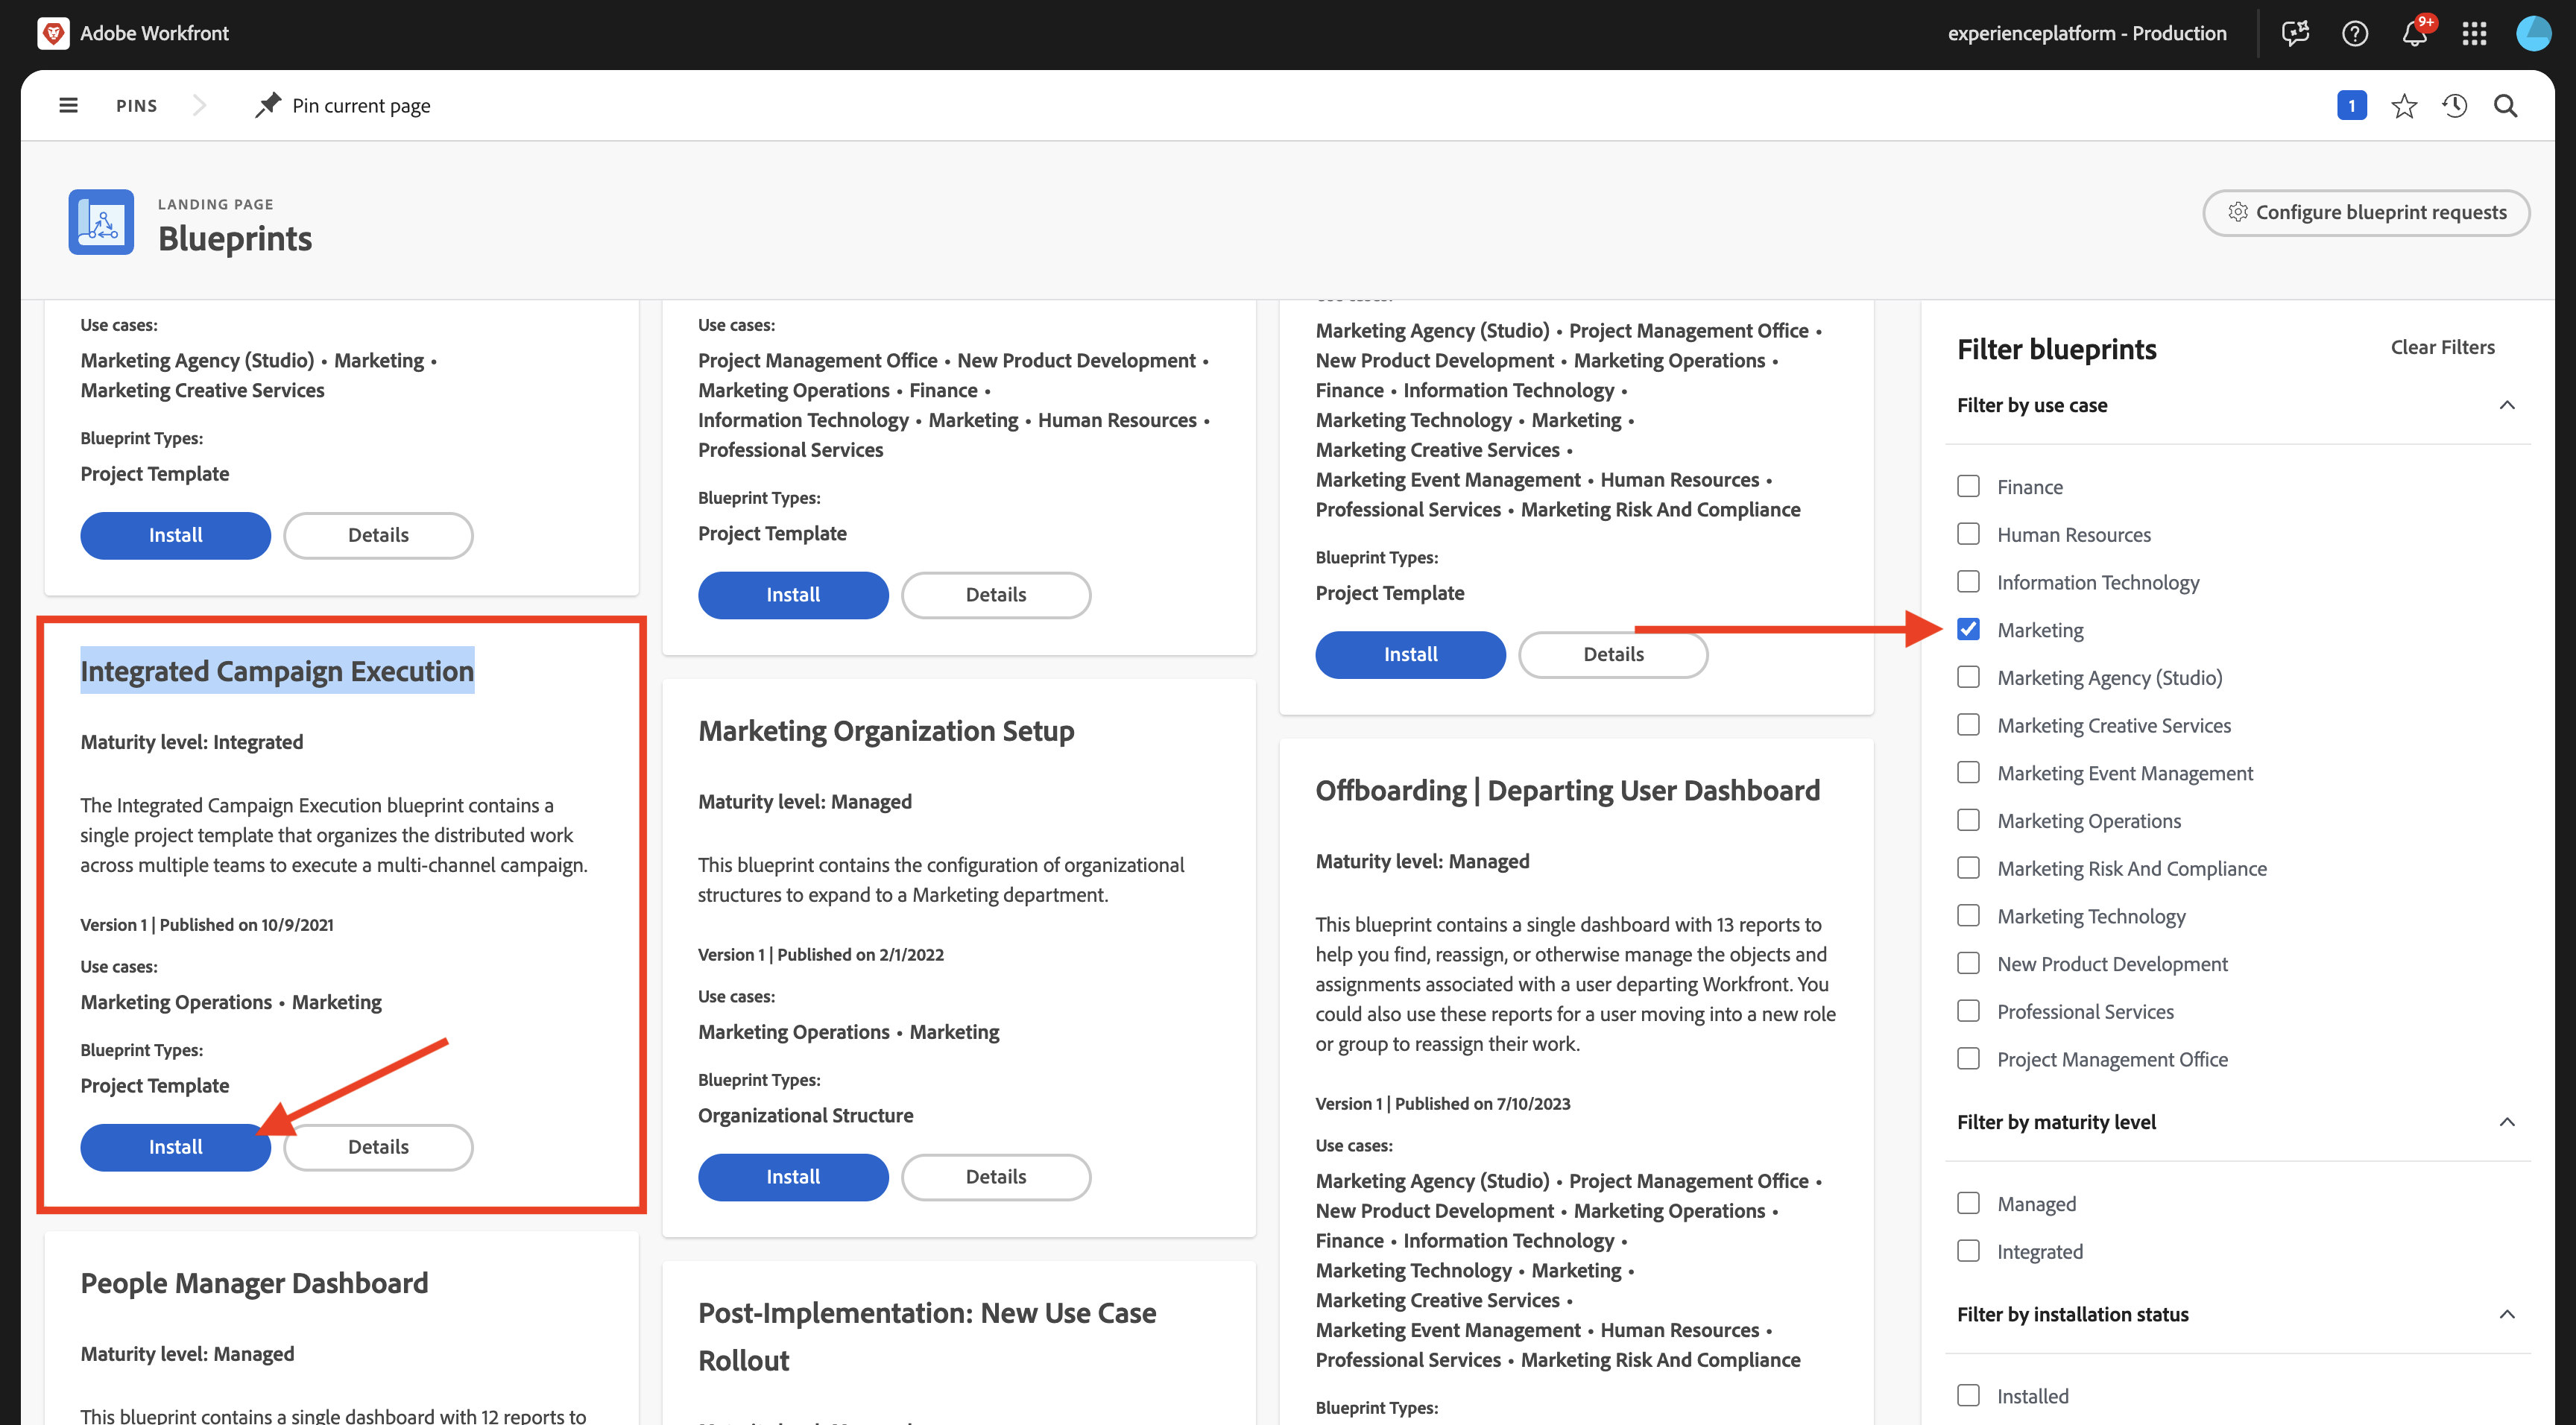 Adobe Workfront
experienceplatform - Production
9+
PINS
Pin current page
1
LANDING PAGE
Blueprints
Configure blueprint requests
Use cases:
Marketing Agency (Studio) • Marketing •
Marketing Creative Services
Blueprint Types:
Project Template
Install
Details
Integrated Campaign Execution
Maturity level: Integrated
The Integrated Campaign Execution blueprint contains a
single project template that organizes the distributed work
across multiple teams to execute a multi-channel campaign.
Version 1 | Published on 10/9/2021
Use cases:
Marketing Operations • Marketing
Blueprint Types:
Project Template
Install
Details
People Manager Dashboard
Maturity level: Managed
This blueprint contains a single dashboard with 12 reports to
Use cases:
Project Management Office • New Product Development •
Marketing Operations • Finance •
Information Technology • Marketing • Human Resources •
Professional Services
Blueprint Types:
Project Template
Install
Details
Marketing Organization Setup
Maturity level: Managed
This blueprint contains the configuration of organizational
structures to expand to a Marketing department.
Version 1 | Published on 2/1/2022
Use cases:
Marketing Operations • Marketing
Blueprint Types:
Organizational Structure
Install
Details
Post-Implementation: New Use Case
Rollout
Marketing Agency (Studio) • Project Management Office •
New Product Development • Marketing Operations •
Finance • Information Technology •
Marketing Technology • Marketing •
Marketing Creative Services •
Marketing Event Management • Human Resources •
Professional Services • Marketing Risk And Compliance
Blueprint Types:
Project Template
Install
Details
Offboarding | Departing User Dashboard
Maturity level: Managed
This blueprint contains a single dashboard with 13 reports to
help you find, reassign, or otherwise manage the objects and
assignments associated with a user departing Workfront. You
could also use these reports for a user moving into a new role
or group to reassign their work.
Version 1 | Published on 7/10/2023
Use cases:
Marketing Agency (Studio) • Project Management Office •
New Product Development • Marketing Operations •
Finance • Information Technology •
Marketing Technology • Marketing •
Marketing Creative Services •
Marketing Event Management • Human Resources •
Professional Services • Marketing Risk And Compliance
Blueprint Types:
Filter blueprints
Clear Filters
Filter by use case
Finance
Human Resources
Information Technology
Marketing
Marketing Agency (Studio)
Marketing Creative Services
Marketing Event Management
Marketing Operations
Marketing Risk And Compliance
Marketing Technology
New Product Development
Professional Services
Project Management Office
Filter by maturity level
Managed
Integrated
Filter by installation status
Installed